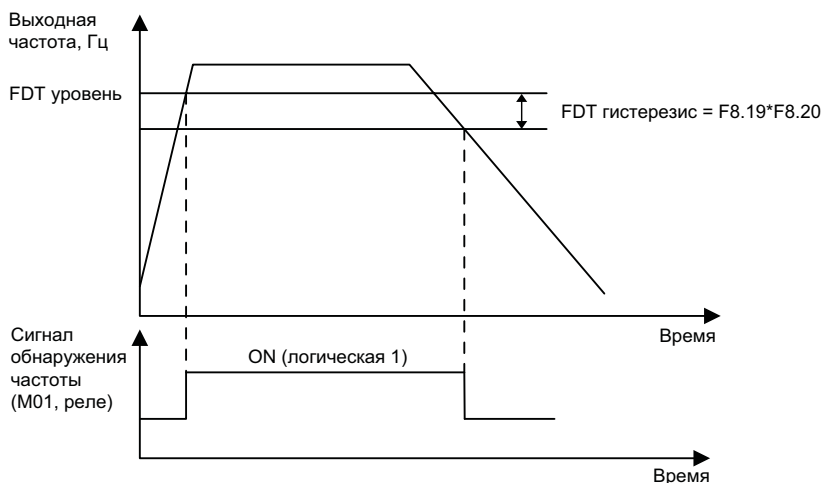 Выходная
частота, Гц
FDT уровень
FDT гистерезис = F8.19*F8.20
Время
Сигнал
обнаружения
частоты
(M01, реле)
ON (логическая 1)
Время